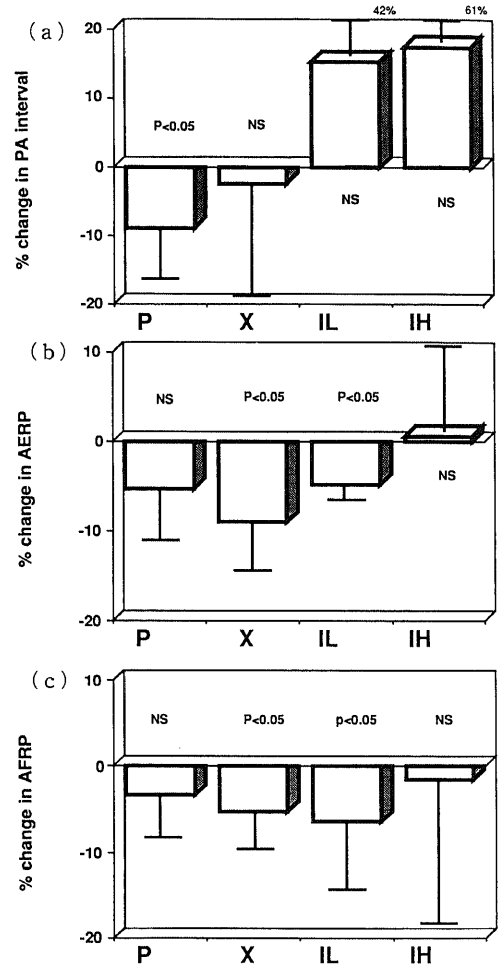 (a)
% change in PA interval
20
10
0
-10
-20
42%
61%
P<0.05
NS
NS
NS
P
X
IL
IH
(b)
% change in AERP
10
0
-10
-20
NS
P<0.05
P<0.05
NS
P
X
IL
IH
(c)
% change in AFRP
10
0
-10
-20
NS
P<0.05
p<0.05
NS
P
X
IL
IH